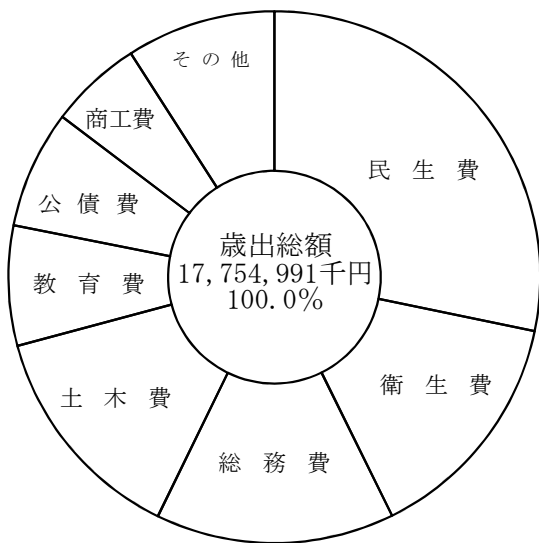 その他
商工費
民生費
公債費
歳出総額
17,754,991千円
100.0%
教育費
衛生費
土木費
総務費